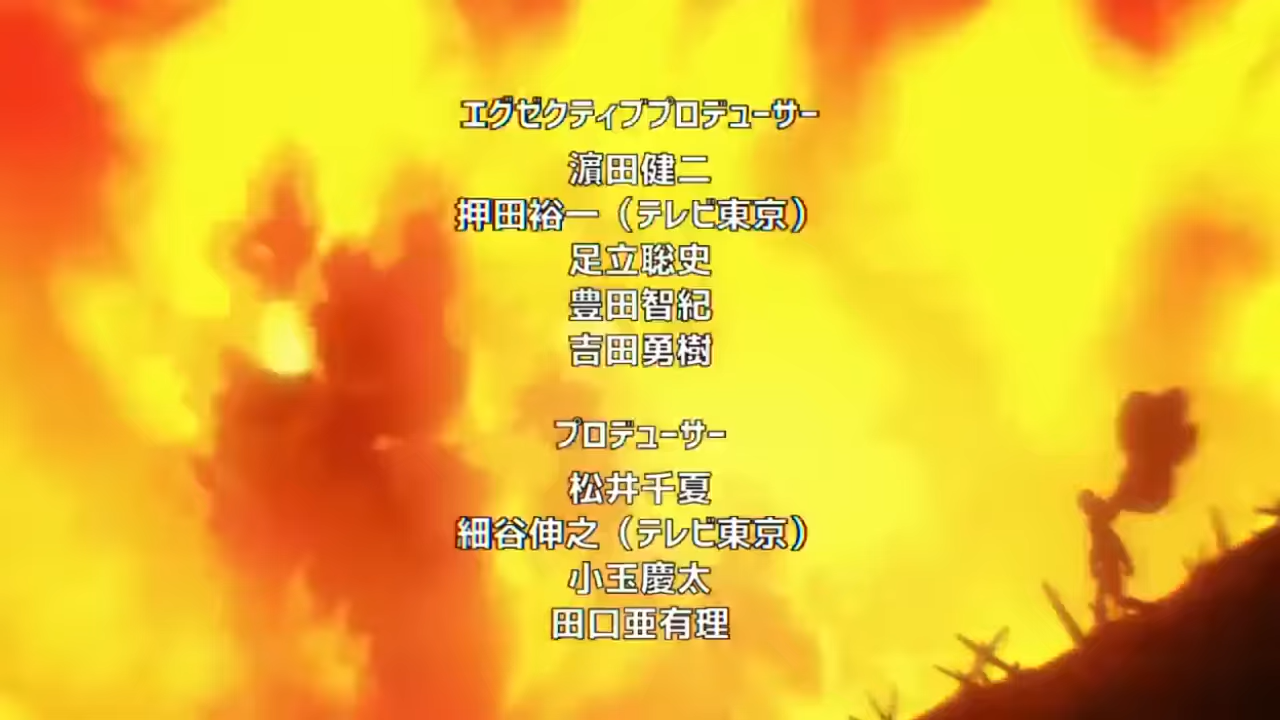 エグゼクティブプロデューサー
濵田健二
押田裕一（テレビ東京）
足立聡史
豊田智紀
吉田勇樹
プロデューサー
松井千夏
細谷伸之（テレビ東京）
小玉慶太
田口亜有理